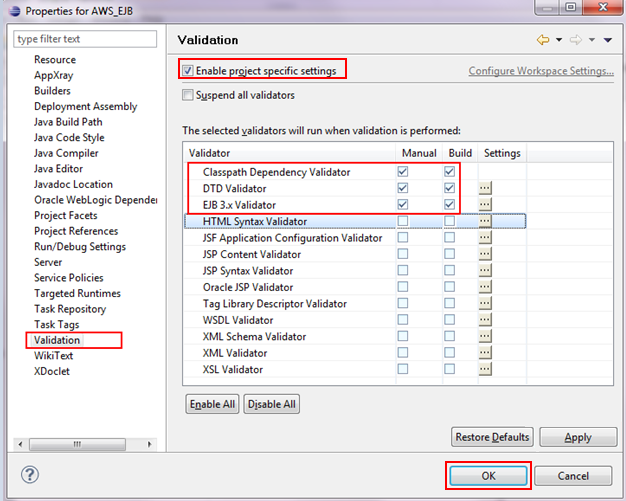 Properties for AWS_EJB
type filter text
Resource
AppXray
Builders
Deployment Assembly
Java Build Path
Java Code Style
Java Compiler
Java Editor
Javadoc Location
Oracle WebLogic Depender
Project Facets
Project References
Run/Debug Settings
Server
Service Policies
Targeted Runtimes
Task Repository
Task Tags
Validation
WikiText
XDoclet
Validation
Enable project specific settings
Configure Workspace Settings...
Suspend all validators
The selected validators will run when validation is performed:
Validator Manual Build Settings
Classpath Dependency Validator
DTD Validator ...
EJB 3.x Validator ...
HTML Syntax Validator ...
JSF Application Configuration Validator
JSP Content Validator ...
JSP Syntax Validator ...
Oracle JSP Validator ...
Tag Library Descriptor Validator ...
WSDL Validator ...
XML Schema Validator ...
XML Validator ...
XSL Validator ...
Enable All Disable All
Restore Defaults Apply
? OK Cancel